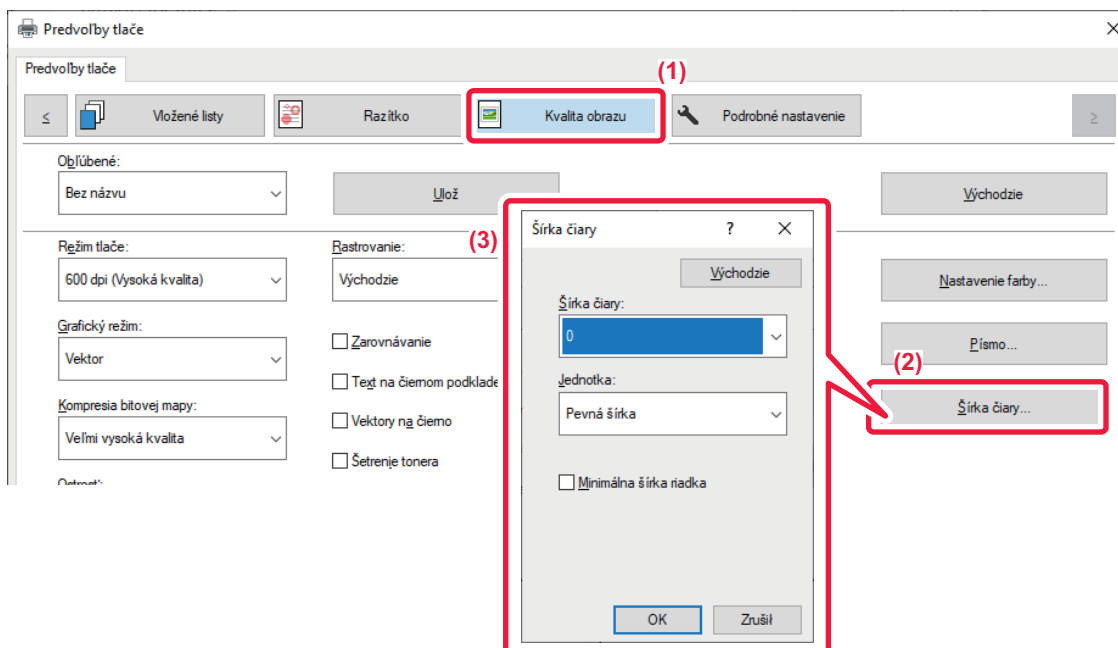 Predvoľby tlače
Predvoľby tlače
(1)
<
Vložené listy
Razítko
Kvalita obrazu
Podrobné nastavenie
>
Obľúbené:
Bez názvu
Ulož
Východzie
Režim tlače:
600 dpi (Vysoká kvalita)
Rastrovanie:
Východzie
Nastavenie farby...
Grafický režim:
Vektor
Zarovnávanie
Písmo...
Text na čiernom podklade
(2)
Šírka čiary...
Kompresia bitovej mapy:
Veľmi vysoká kvalita
Vektory na čierno
Šetrenie tonera
(3)
Šírka čiary
?
Východzie
Šírka čiary:
0
Jednotka:
Pevná šírka
Minimálna šírka riadka
OK
Zrušiť